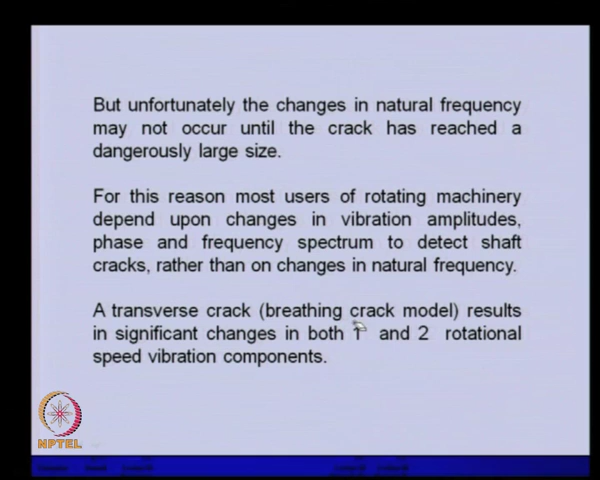 But unfortunately the changes in natural frequency
may not occur until the crack has reached a
dangerously large size.
For this reason most users of rotating machinery
depend upon changes in vibration amplitudes,
phase and frequency spectrum to detect shaft
cracks, rather than on changes in natural frequency.
A transverse crack (breathing crack model) results
in significant changes in both 1 and 2 rotational
speed vibration components.
NPTEL